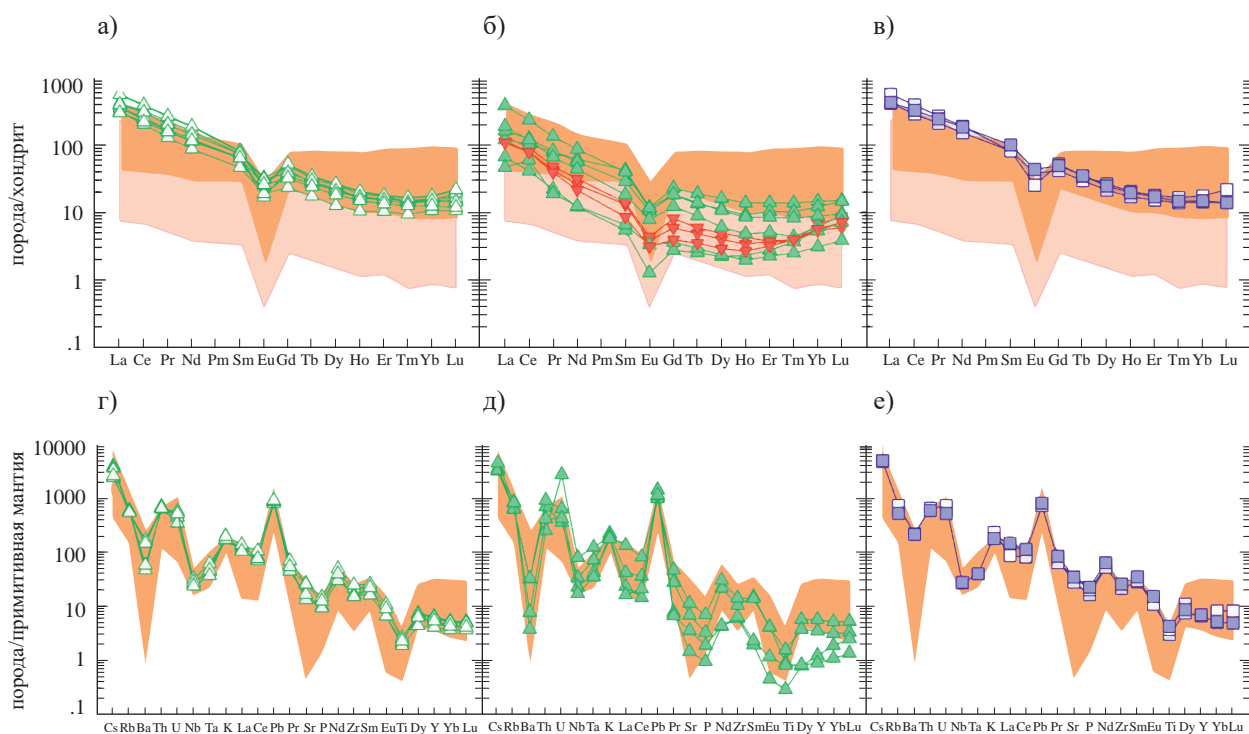 а)
б)
в)
порода/хондрит
1000
100
10
1
.1
La Ce Pr Nd Pm Sm Eu Gd Tb Dy Ho Er Tm Yb Lu
La Ce Pr Nd Pm Sm Eu Gd Tb Dy Ho Er Tm Yb Lu
La Ce Pr Nd Pm Sm Eu Gd Tb Dy Ho Er Tm Yb Lu
г)
д)
е)
порода/примитивная мантия
10000
1000
100
10
1
.1
Cs Rb Ba Th U Nb Ta K La Ce Pb Pr Sr P Nd Zr Sm Eu Ti Dy Y Yb Lu
Cs Rb Ba Th U Nb Ta K La Ce Pb Pr Sr P Nd Zr Sm Eu Ti Dy Y Yb Lu
Cs Rb Ba Th U Nb Ta K La Ce Pb Pr Sr P Nd Zr Sm Eu Ti Dy Y Yb Lu